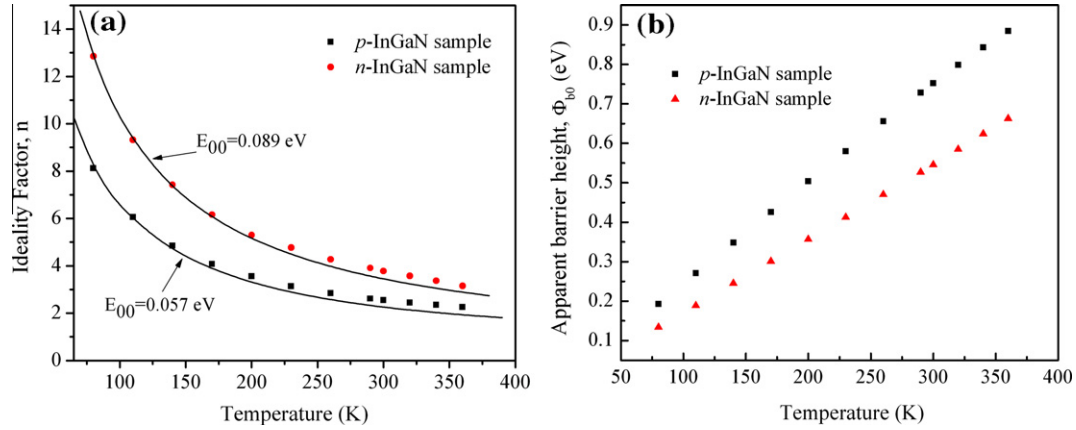 (a)
p-InGaN sample
n-InGaN sample
E00=0.089 eV
E00=0.057 eV
Ideality Factor, n
14
12
10
8
6
4
2
0
100 150 200 250 300 350 400
Temperature (K)
(b)
p-InGaN sample
n-InGaN sample
Apparent barrier height, Φb0 (eV)
0.9
0.8
0.7
0.6
0.5
0.4
0.3
0.2
0.1
50 100 150 200 250 300 350 400
Temperature (K)